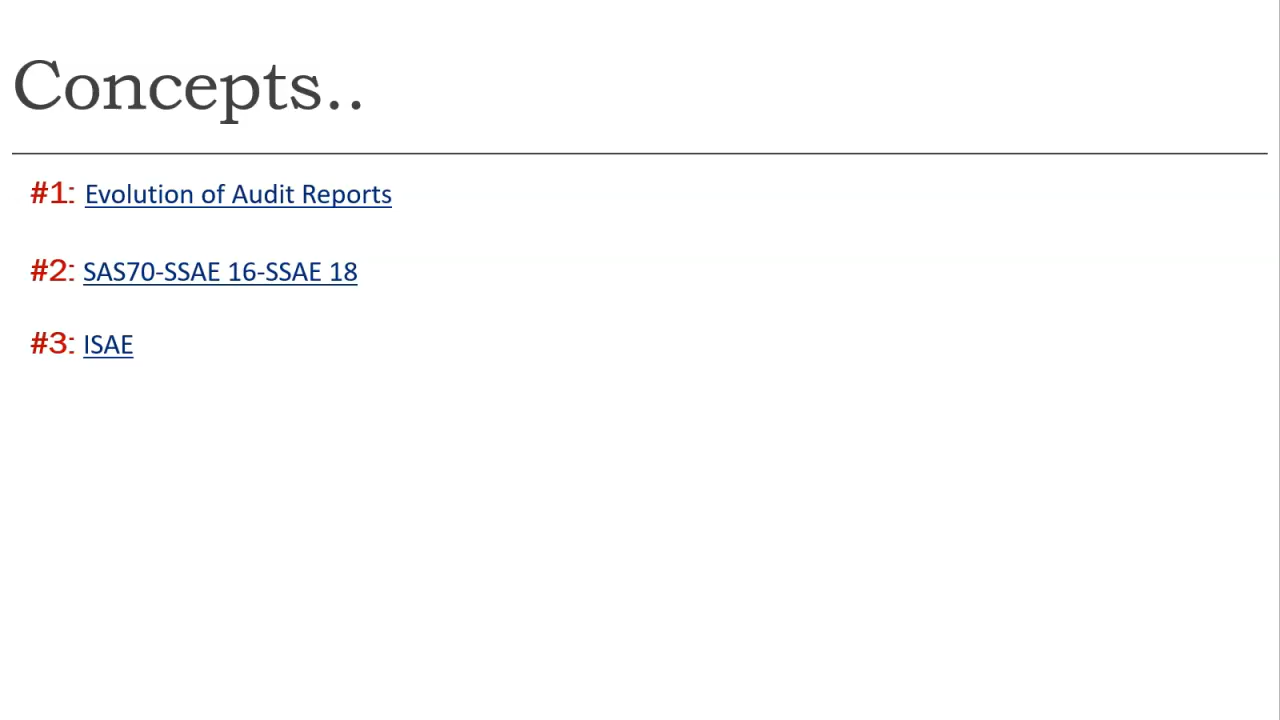 Concepts..
#1: Evolution of Audit Reports
#2: SAS70-SSAE 16-SSAE 18
#3: ISAE